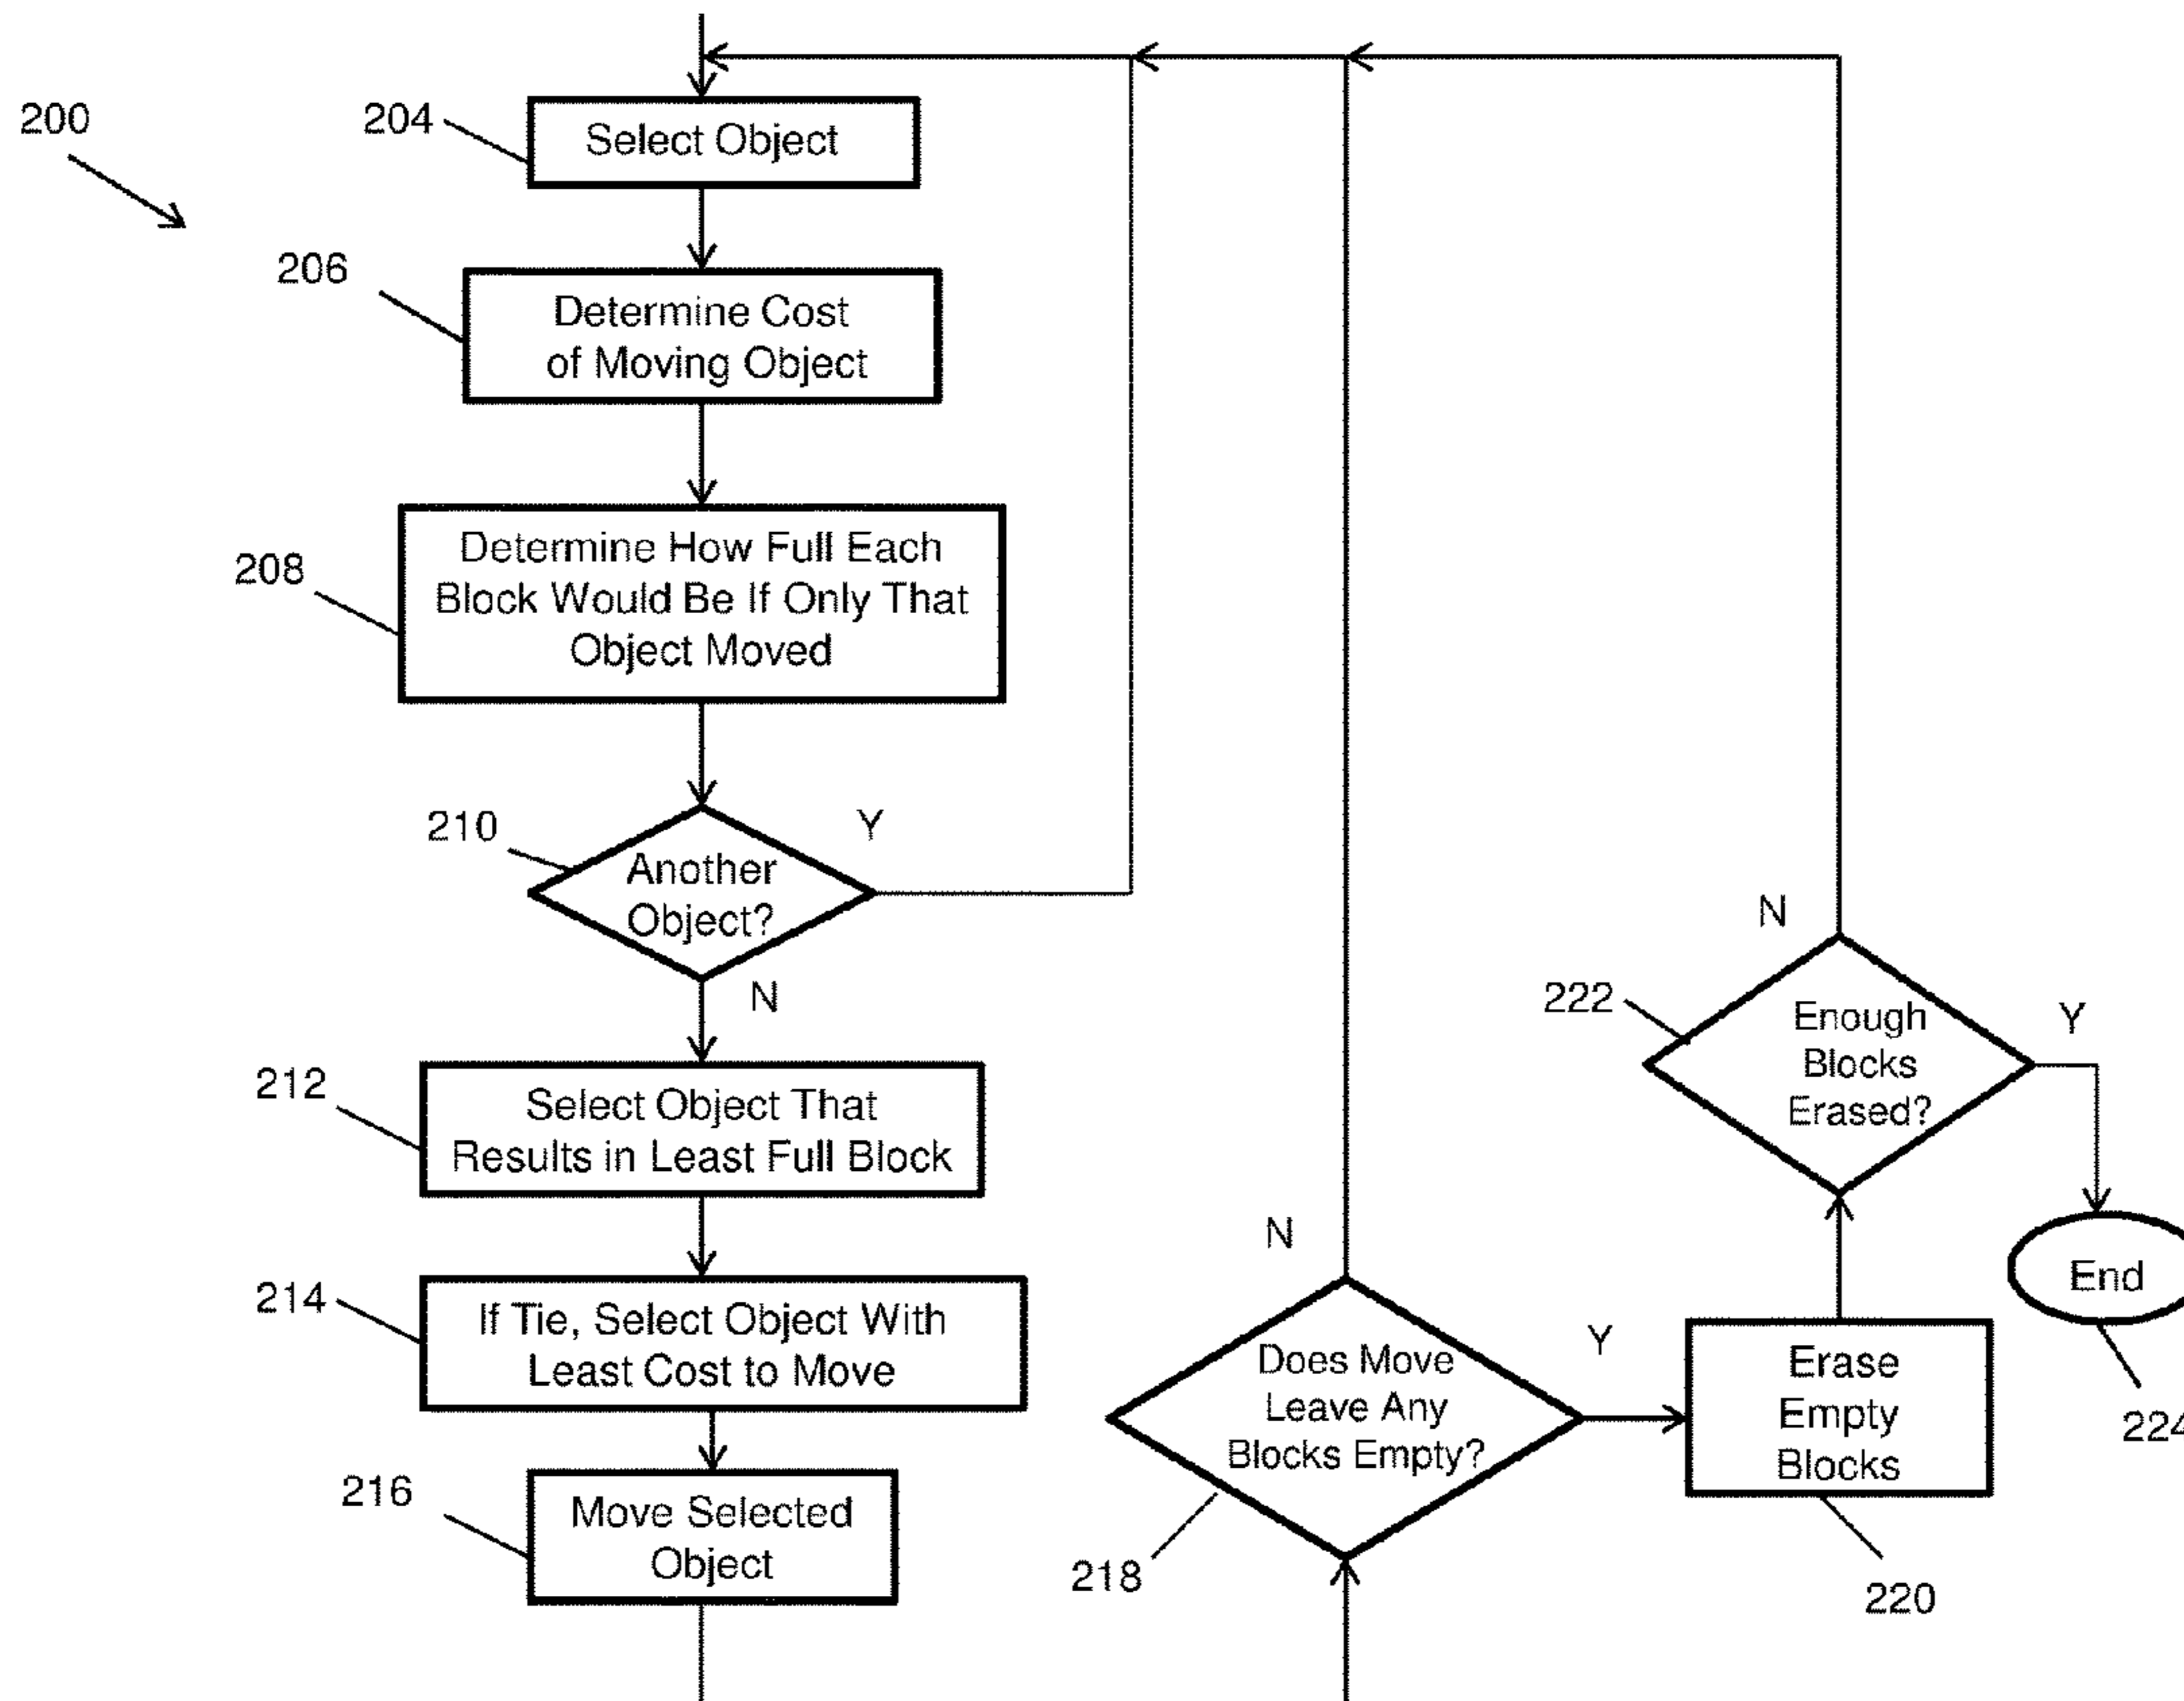 200
204
Select Object
206
Determine Cost
of Moving Object
208
Determine How Full Each
Block Would Be If Only That
Object Moved
210
Another
Object?
Y
N
212
Select Object That
Results in Least Full Block
214
If Tie, Select Object With
Least Cost to Move
216
Move Selected
Object
218
Does Move
Leave Any
Blocks Empty?
N
Y
Erase
Empty
Blocks
220
222
Enough
Blocks
Erased?
N
Y
End
224